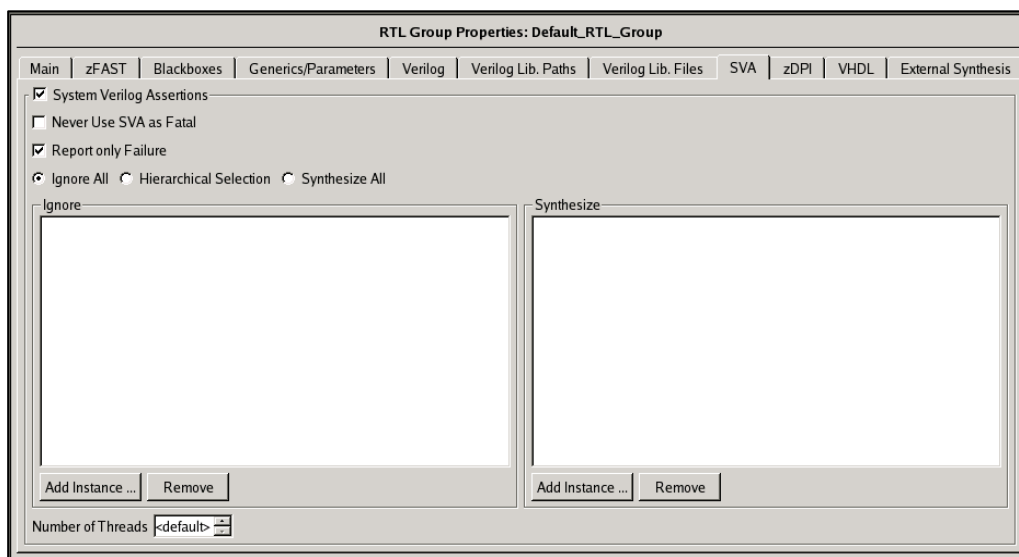 RTL Group Properties: Default_RTL_Group
Main zFAST Blackboxes Generics/Parameters Verilog Verilog Lib. Paths Verilog Lib. Files SVA zDPI VHDL External Synthesis
System Verilog Assertions
Never Use SVA as Fatal
Report only Failure
Ignore All Hierarchical Selection Synthesize All
Ignore Synthesize
Add Instance ... Remove Add Instance ... Remove
Number of Threads <default>